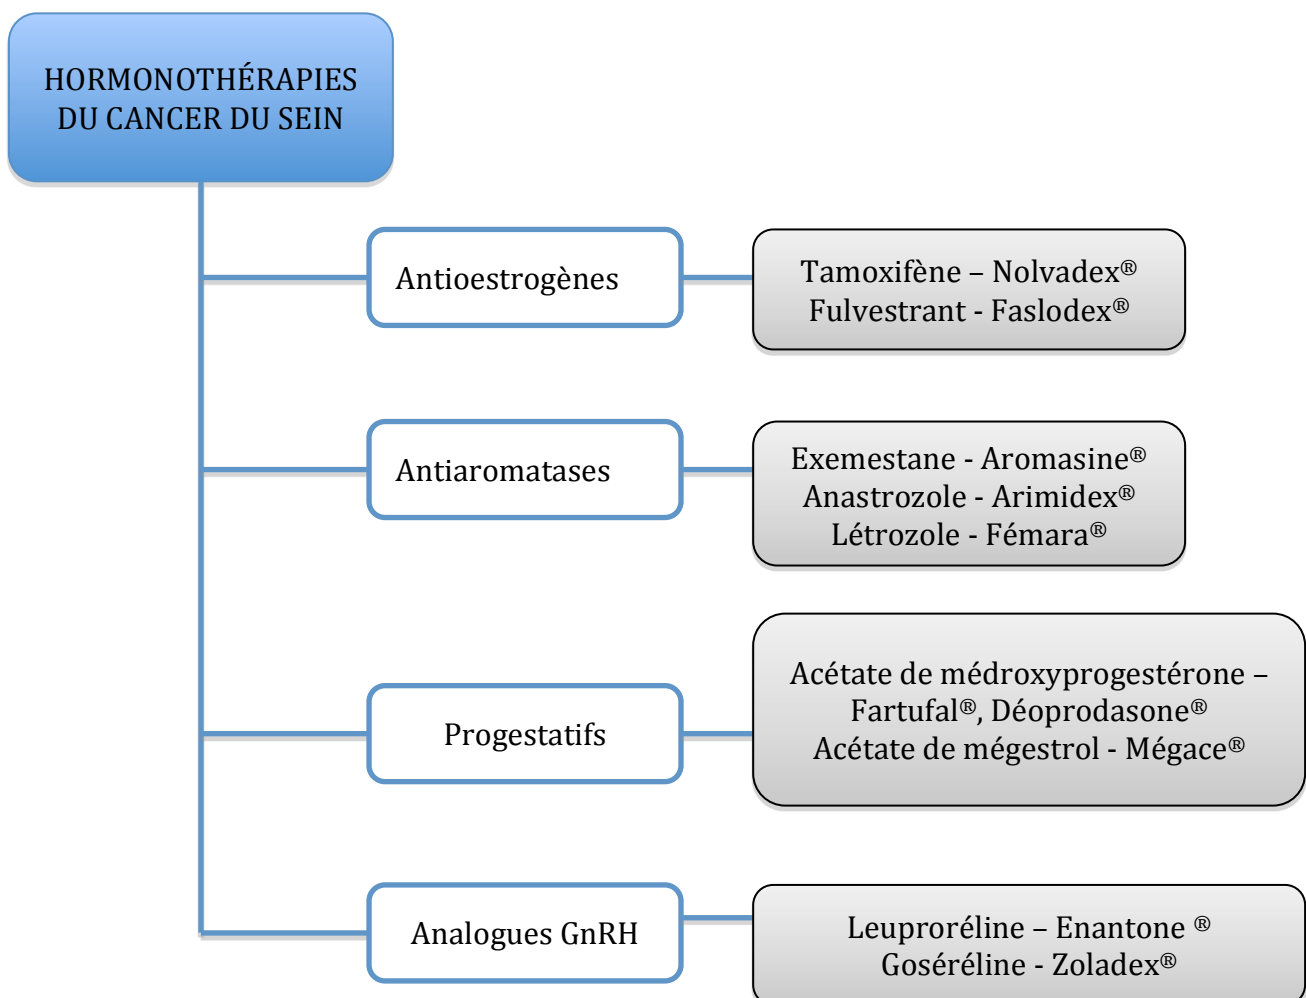 HORMONOTHÉRAPIES
DU CANCER DU SEIN
Antioestrogènes
Tamoxifène – Nolvadex®
Fulvestrant - Faslodex®
Antiaromatases
Exemestane - Aromasine®
Anastrozole - Arimidex®
Létrozole - Fémara®
Progestatifs
Acétate de médroxyprogestérone –
Fartufal®, Déoprodasone®
Acétate de mégestrol - Mégace®
Analogues GnRH
Leuproréline – Enantone ®
Goséréline - Zoladex®